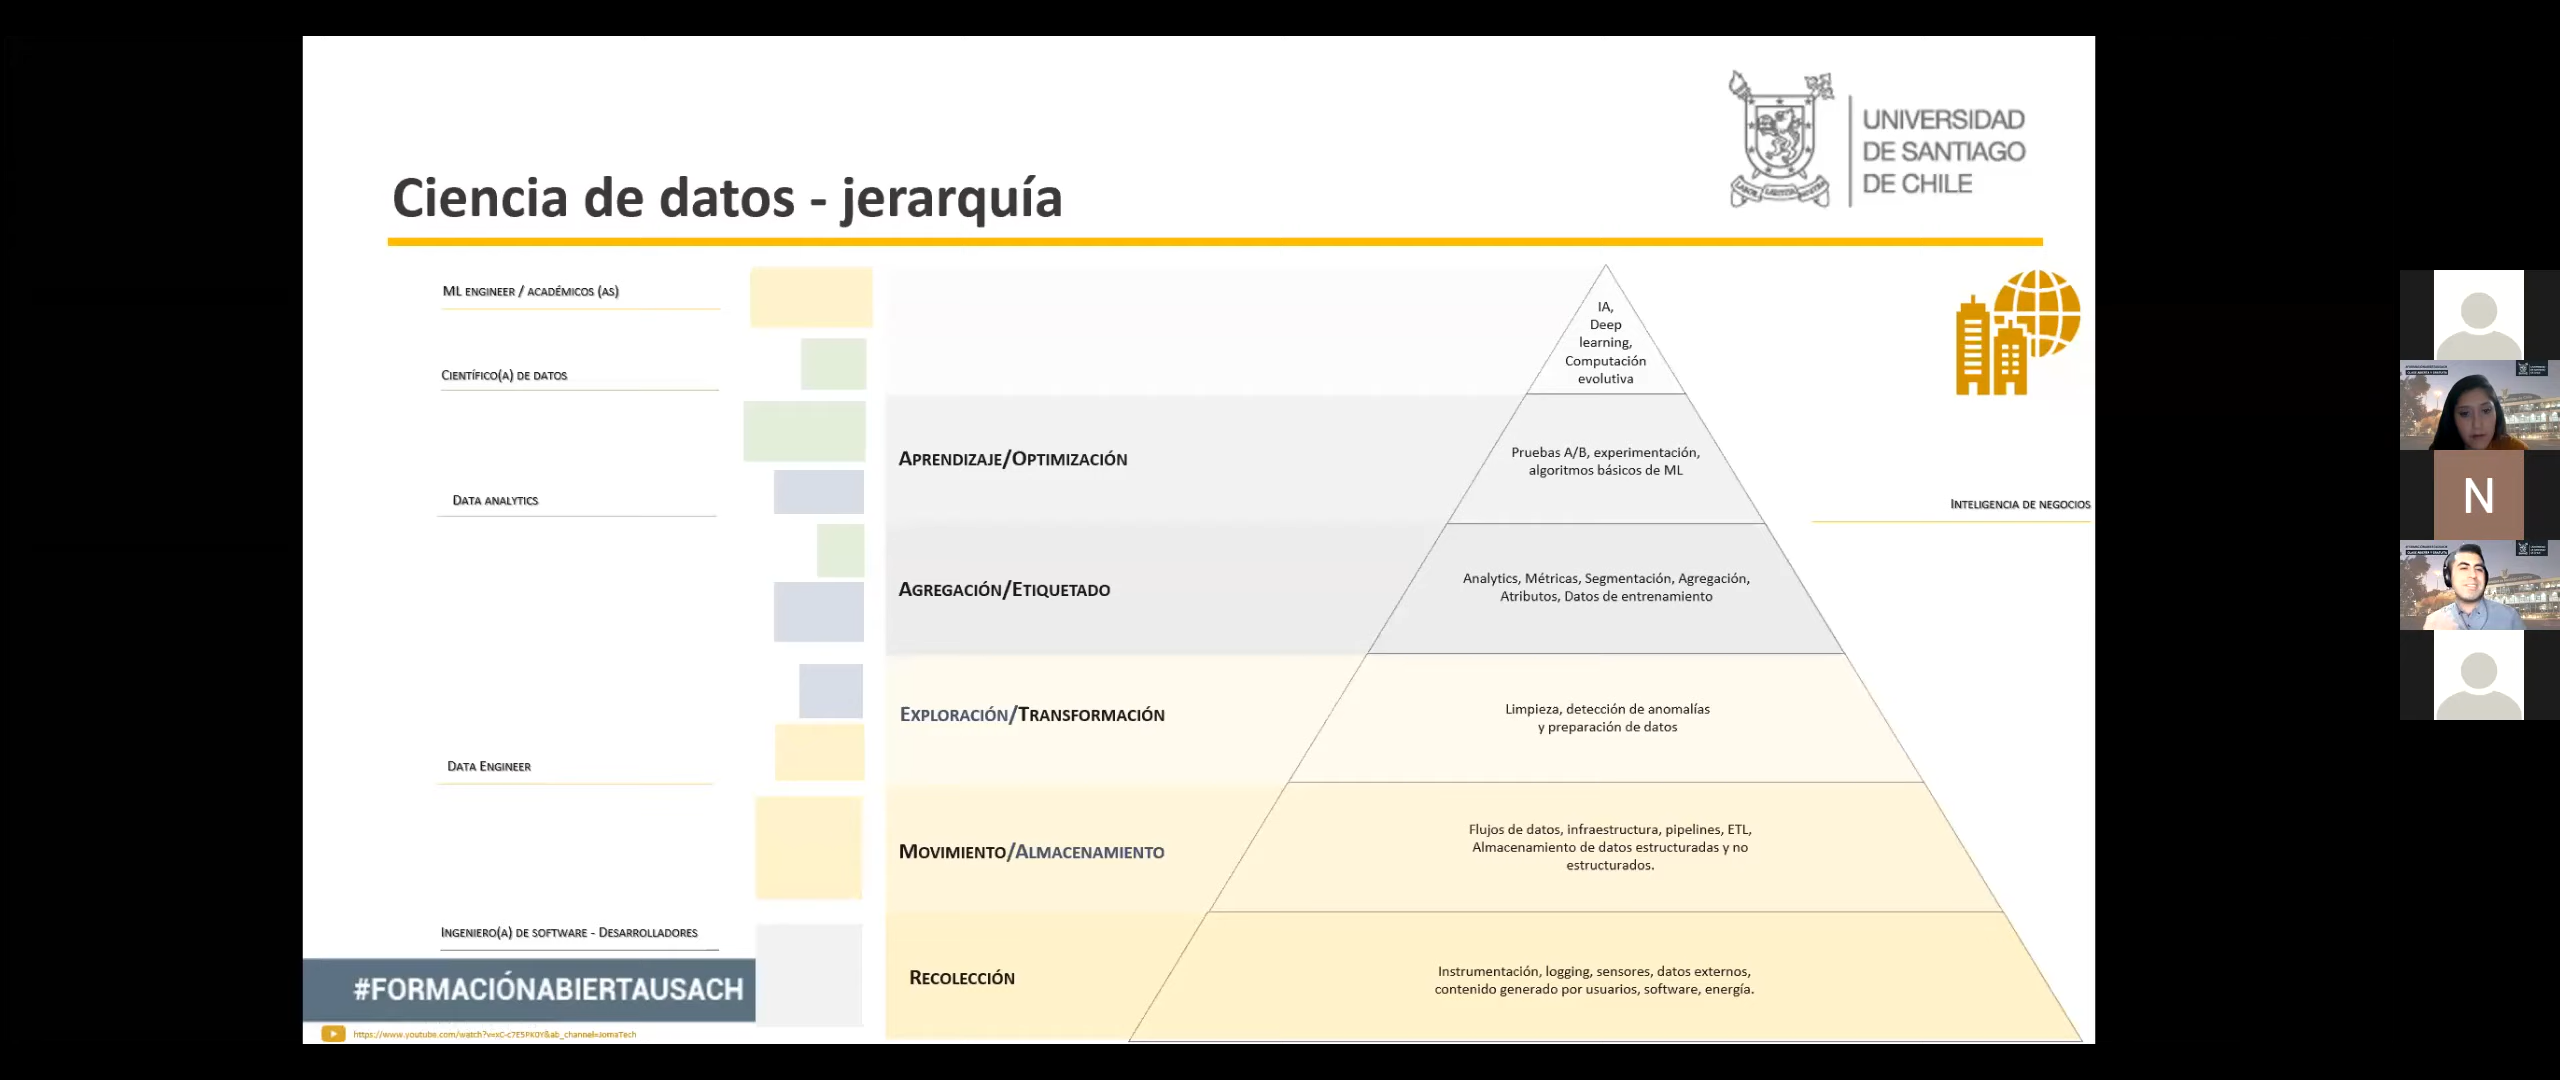 UNIVERSIDAD
DE SANTIAGO
DE CHILE
Ciencia de datos - jerarquía
ML ENGINEER / ACADÉMICOS (AS)
CIENTÍFICO(A) DE DATOS
DATA ANALYTICS
DATA ENGINEER
INGENIERO(A) DE SOFTWARE - DESARROLLADORES
APRENDIZAJE/OPTIMIZACIÓN
AGREGACIÓN/ETIQUETADO
EXPLORACIÓN/TRANSFORMACIÓN
MOVIMIENTO/ALMACENAMIENTO
RECOLECCIÓN
IA,
Deep
learning,
Computación
evolutiva
Pruebas A/B, experimentación,
algoritmos básicos de ML
Analytics, Métricas, Segmentación, Agregación,
Atributos, Datos de entrenamiento
Limpieza, detección de anomalías
y preparación de datos
Flujos de datos, infraestructura, pipelines, ETL,
Almacenamiento de datos estructuradas y no
estructurados.
Instrumentación, logging, sensores, datos externos,
contenido generado por usuarios, software, energía.
INTELIGENCIA DE NEGOCIOS
N
#FORMACIÓNABIERTAUSACH